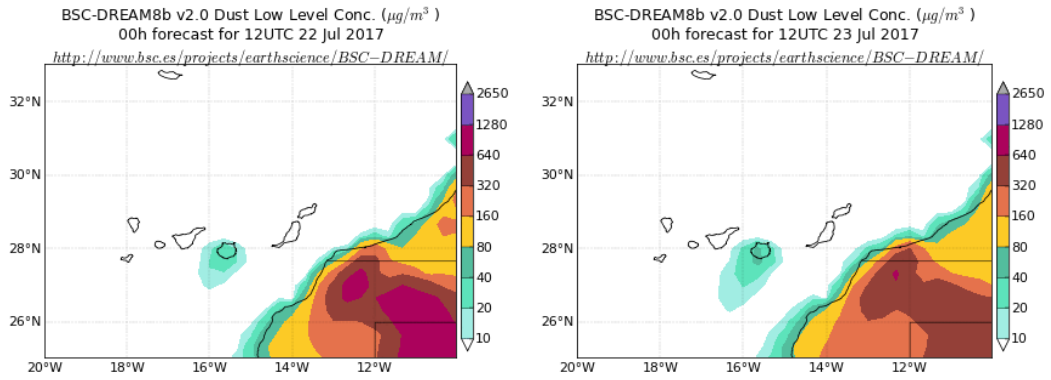 BSC-DREAM8b v2.0 Dust Low Level Conc. (μg/m³ )
00h forecast for 12UTC 22 Jul 2017
http://www.bsc.es/projects/earthscience/BSC−DREAM/
32°N
30°N
28°N
26°N
20°W 18°W 16°W 14°W 12°W
2650
1280
640
320
160
80
40
20
10
BSC-DREAM8b v2.0 Dust Low Level Conc. (μg/m³ )
00h forecast for 12UTC 23 Jul 2017
http://www.bsc.es/projects/earthscience/BSC−DREAM/
32°N
30°N
28°N
26°N
20°W 18°W 16°W 14°W 12°W
2650
1280
640
320
160
80
40
20
10